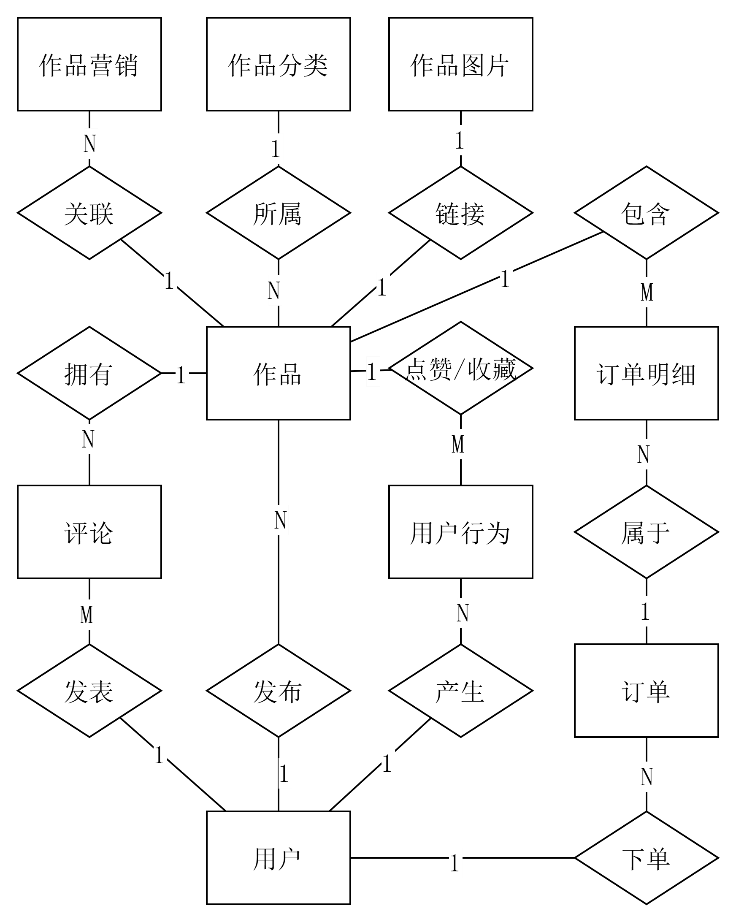 作品营销
作品分类
作品图片
N
1
1
关联
所属
链接
包含
1
N
1
1
M
拥有
1
作品
1
点赞/收藏
订单明细
N
N
M
N
评论
用户行为
属于
M
N
1
发表
发布
产生
订单
1
1
1
N
用户
1
下单